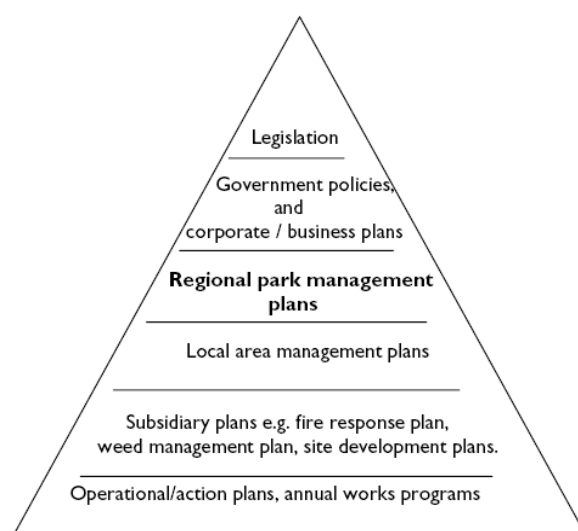 Legislation
Government policies,
and
corporate / business plans
Regional park management
plans
Local area management plans
Subsidiary plans e.g. fire response plan,
weed management plan, site development plans.
Operational/action plans, annual works programs